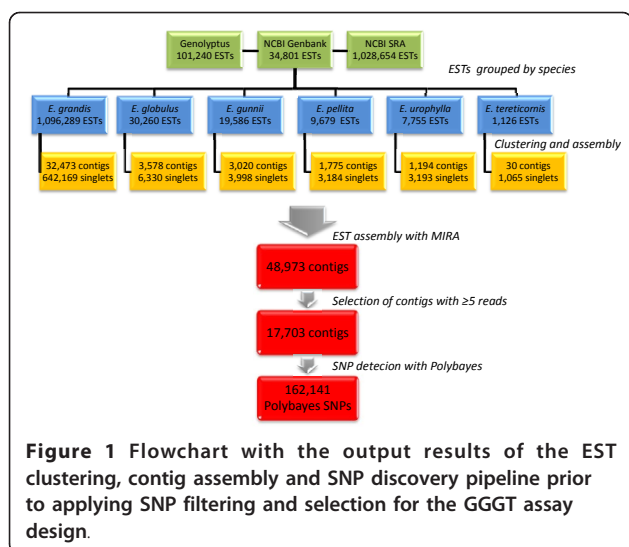 Genolyptus
101,240 ESTs
NCBI Genbank
34,801 ESTs
NCBI SRA
1,028,654 ESTs
ESTs grouped by species
E. grandis
1,096,289 ESTs
E. globulus
30,260 ESTs
E. gunnii
19,586 ESTs
E. pellita
9,679 ESTs
E. urophylla
7,755 ESTs
E. tereticornis
1,126 ESTs
Clustering and assembly
32,473 contigs
642,169 singlets
3,578 contigs
6,330 singlets
3,020 contigs
3,998 singlets
1,775 contigs
3,184 singlets
1,194 contigs
3,193 singlets
30 contigs
1,065 singlets
EST assembly with MIRA
48,973 contigs
Selection of contigs with ≥5 reads
17,703 contigs
SNP detecion with Polybayes
162,141
Polybayes SNPs
Figure 1 Flowchart with the output results of the EST
clustering, contig assembly and SNP discovery pipeline prior
to applying SNP filtering and selection for the GGGT assay
design.